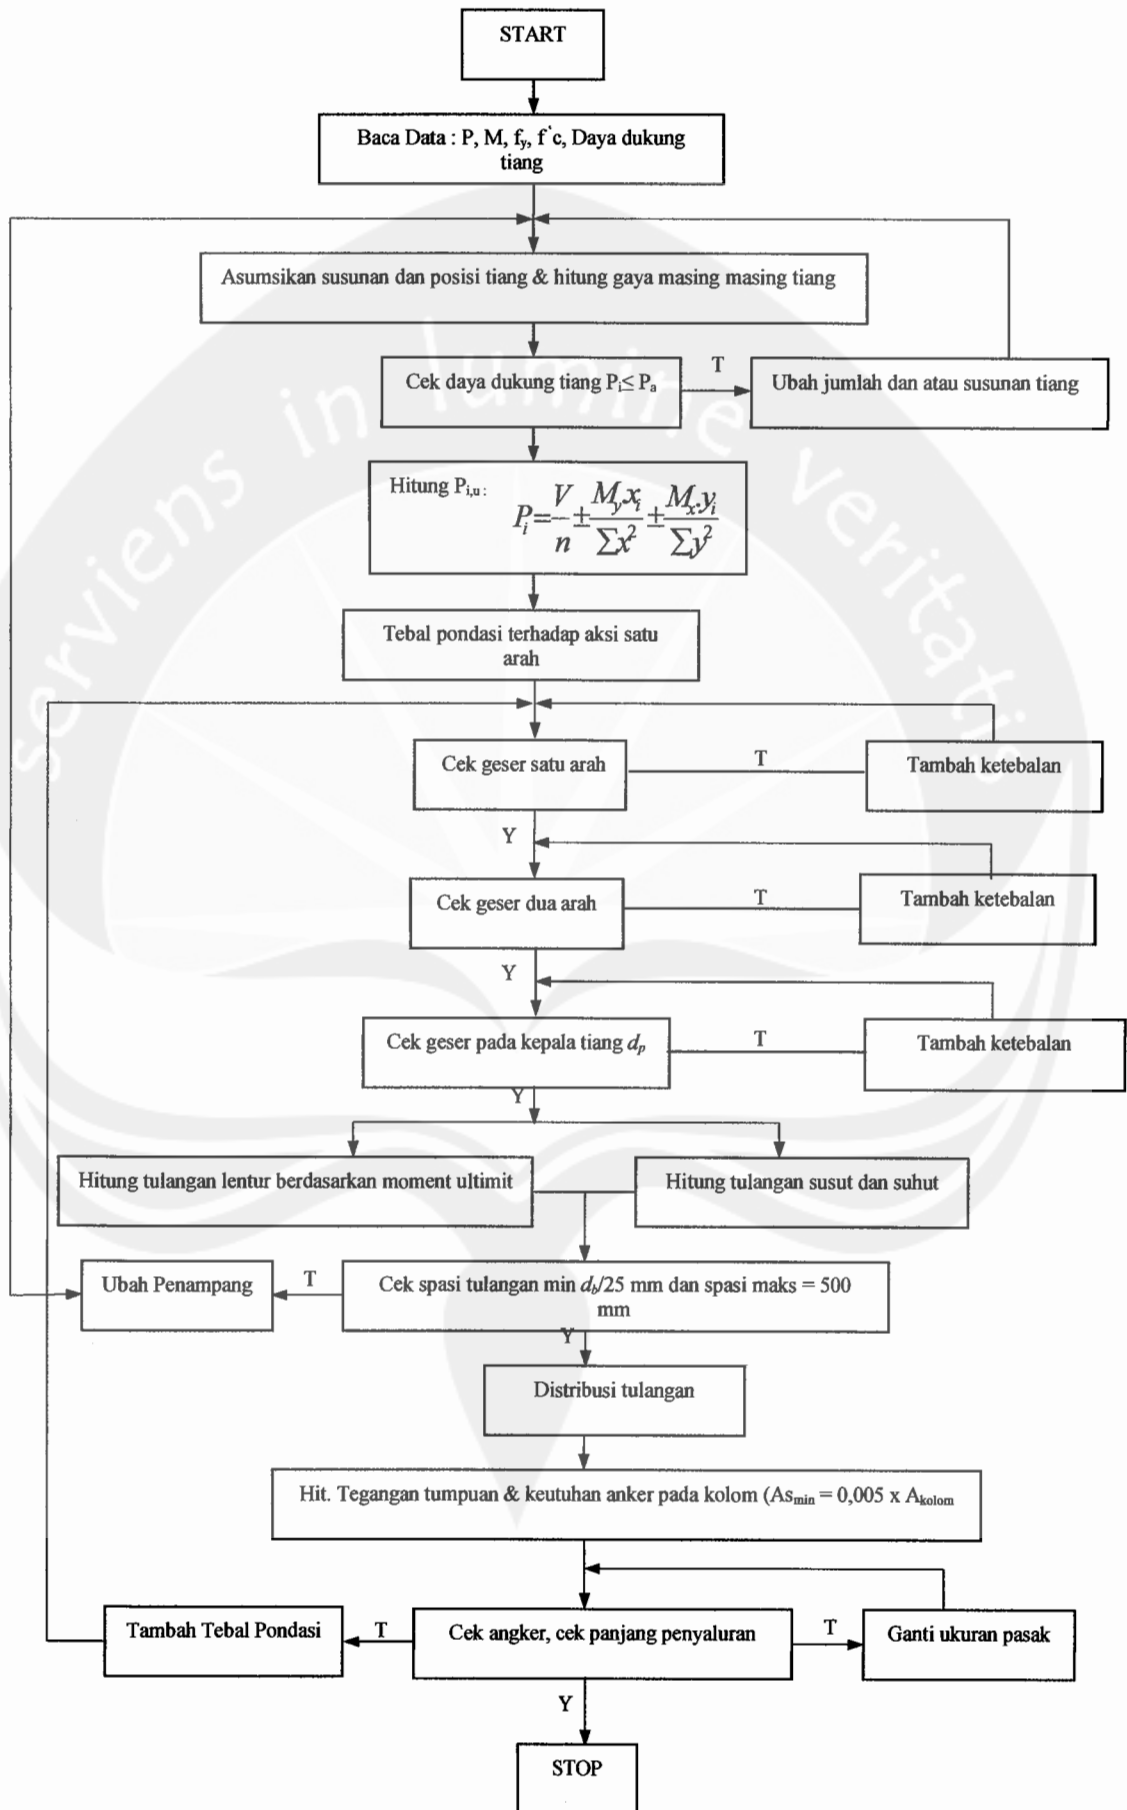 START
Baca Data : P, M, fy, f'c, Daya dukung
tiang
Asumsikan susunan dan posisi tiang & hitung gaya masing masing tiang
Cek daya dukung tiang Pi≤ Pa
T
Ubah jumlah dan atau susunan tiang
Hitung Pi,u :
Pi = V/n ± My.xi/∑x² ± Mx.yi/∑y²
Tebal pondasi terhadap aksi satu
arah
Cek geser satu arah
T
Tambah ketebalan
Y
Cek geser dua arah
T
Tambah ketebalan
Y
Cek geser pada kepala tiang dp
T
Tambah ketebalan
Y
Hitung tulangan lentur berdasarkan moment ultimit
Hitung tulangan susut dan suhut
Ubah Penampang
T
Cek spasi tulangan min db/25 mm dan spasi maks = 500
mm
Y
Distribusi tulangan
Hit. Tegangan tumpuan & keutuhan anker pada kolom (Asmin = 0,005 x Akolom
Tambah Tebal Pondasi
T
Cek angker, cek panjang penyaluran
T
Ganti ukuran pasak
Y
STOP
serviens in lumine veritatis